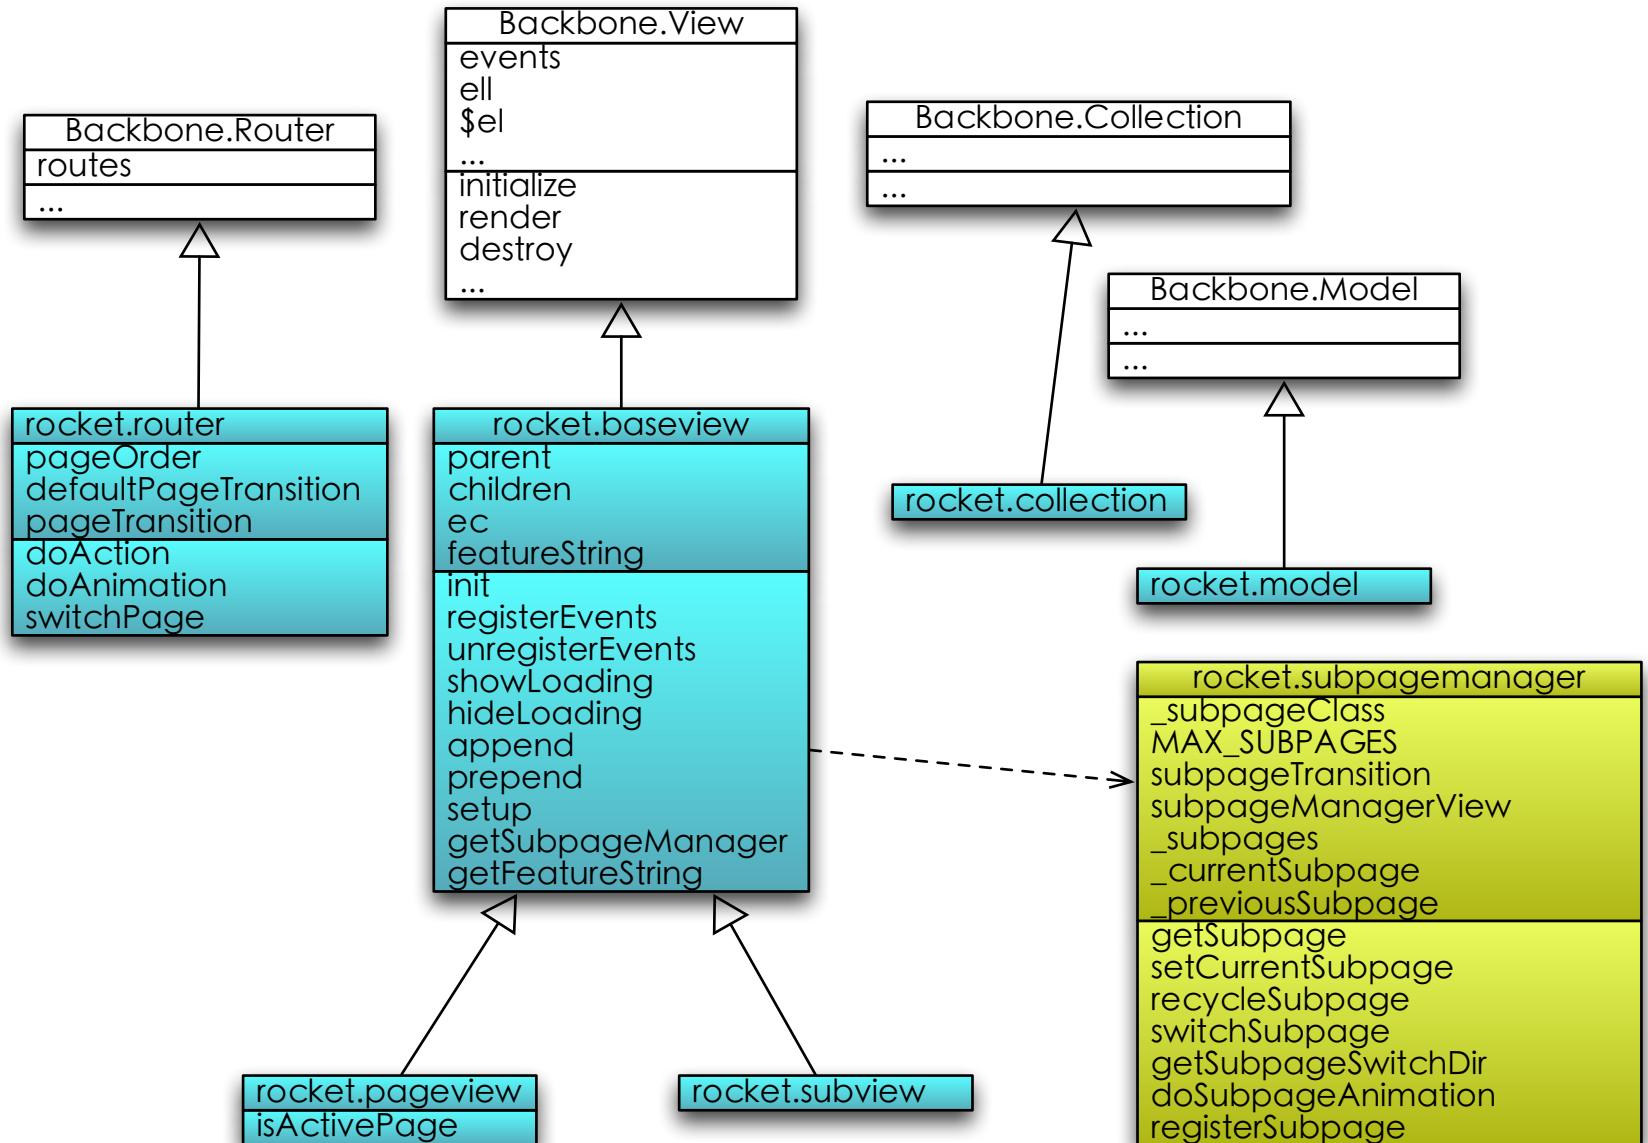 Backbone.View
events
ell
$el
...
initialize
render
destroy
...
Backbone.Router
routes
...
Backbone.Collection
...
...
Backbone.Model
...
...
rocket.router
pageOrder
defaultPageTransition
pageTransition
doAction
doAnimation
switchPage
rocket.baseview
parent
children
ec
featureString
init
registerEvents
unregisterEvents
showLoading
hideLoading
append
prepend
setup
getSubpageManager
getFeatureString
rocket.collection
rocket.model
rocket.subpagemanager
_subpageClass
MAX_SUBPAGES
subpageTransition
subpageManagerView
_subpages
_currentSubpage
_previousSubpage
getSubpage
setCurrentSubpage
recycleSubpage
switchSubpage
getSubpageSwitchDir
doSubpageAnimation
registerSubpage
rocket.pageview
isActivePage
rocket.subview